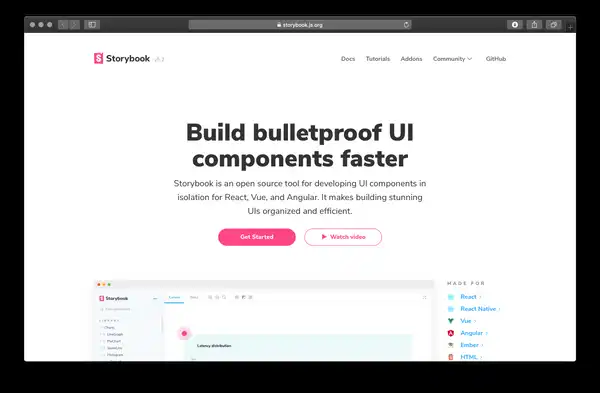 storybook.js.org
Storybook
Docs Tutorials Addons Community GitHub
Build bulletproof UI
components faster
Storybook is an open source tool for developing UI components in
isolation for React, Vue, and Angular. It makes building stunning
UIs organized and efficient.
Get Started Watch video
MADE FOR
Storybook
React
React Native
Vue
Angular
Latency distribution
Ember
HTML